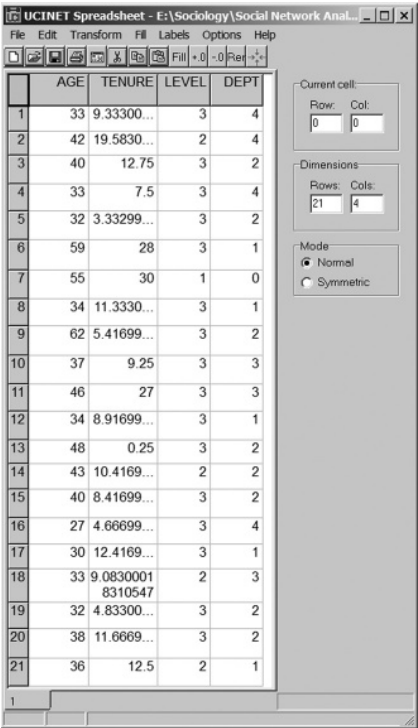 UCINET Spreadsheet - E:\Sociology\Social Network Anal...
File Edit Transform Fill Labels Options Help
Fill +.0 -.0 Ren
AGE TENURE LEVEL DEPT
1 33 9.33300... 3 4
2 42 19.5830... 2 4
3 40 12.75 3 2
4 33 7.5 3 4
5 32 3.33299... 3 2
6 59 28 3 1
7 55 30 1 0
8 34 11.3330... 3 1
9 62 5.41699... 3 2
10 37 9.25 3 3
11 46 27 3 3
12 34 8.91699... 3 1
13 48 0.25 3 2
14 43 10.4169... 2 2
15 40 8.41699... 3 2
16 27 4.66699... 3 4
17 30 12.4169... 3 1
18 33 9.0830001 2 3
8310547
19 32 4.83300... 3 2
20 38 11.6669... 3 2
21 36 12.5 2 1
1
Current cell:
Row: Col:
0 0
Dimensions
Rows: Cols:
21 4
Mode
Normal
Symmetric